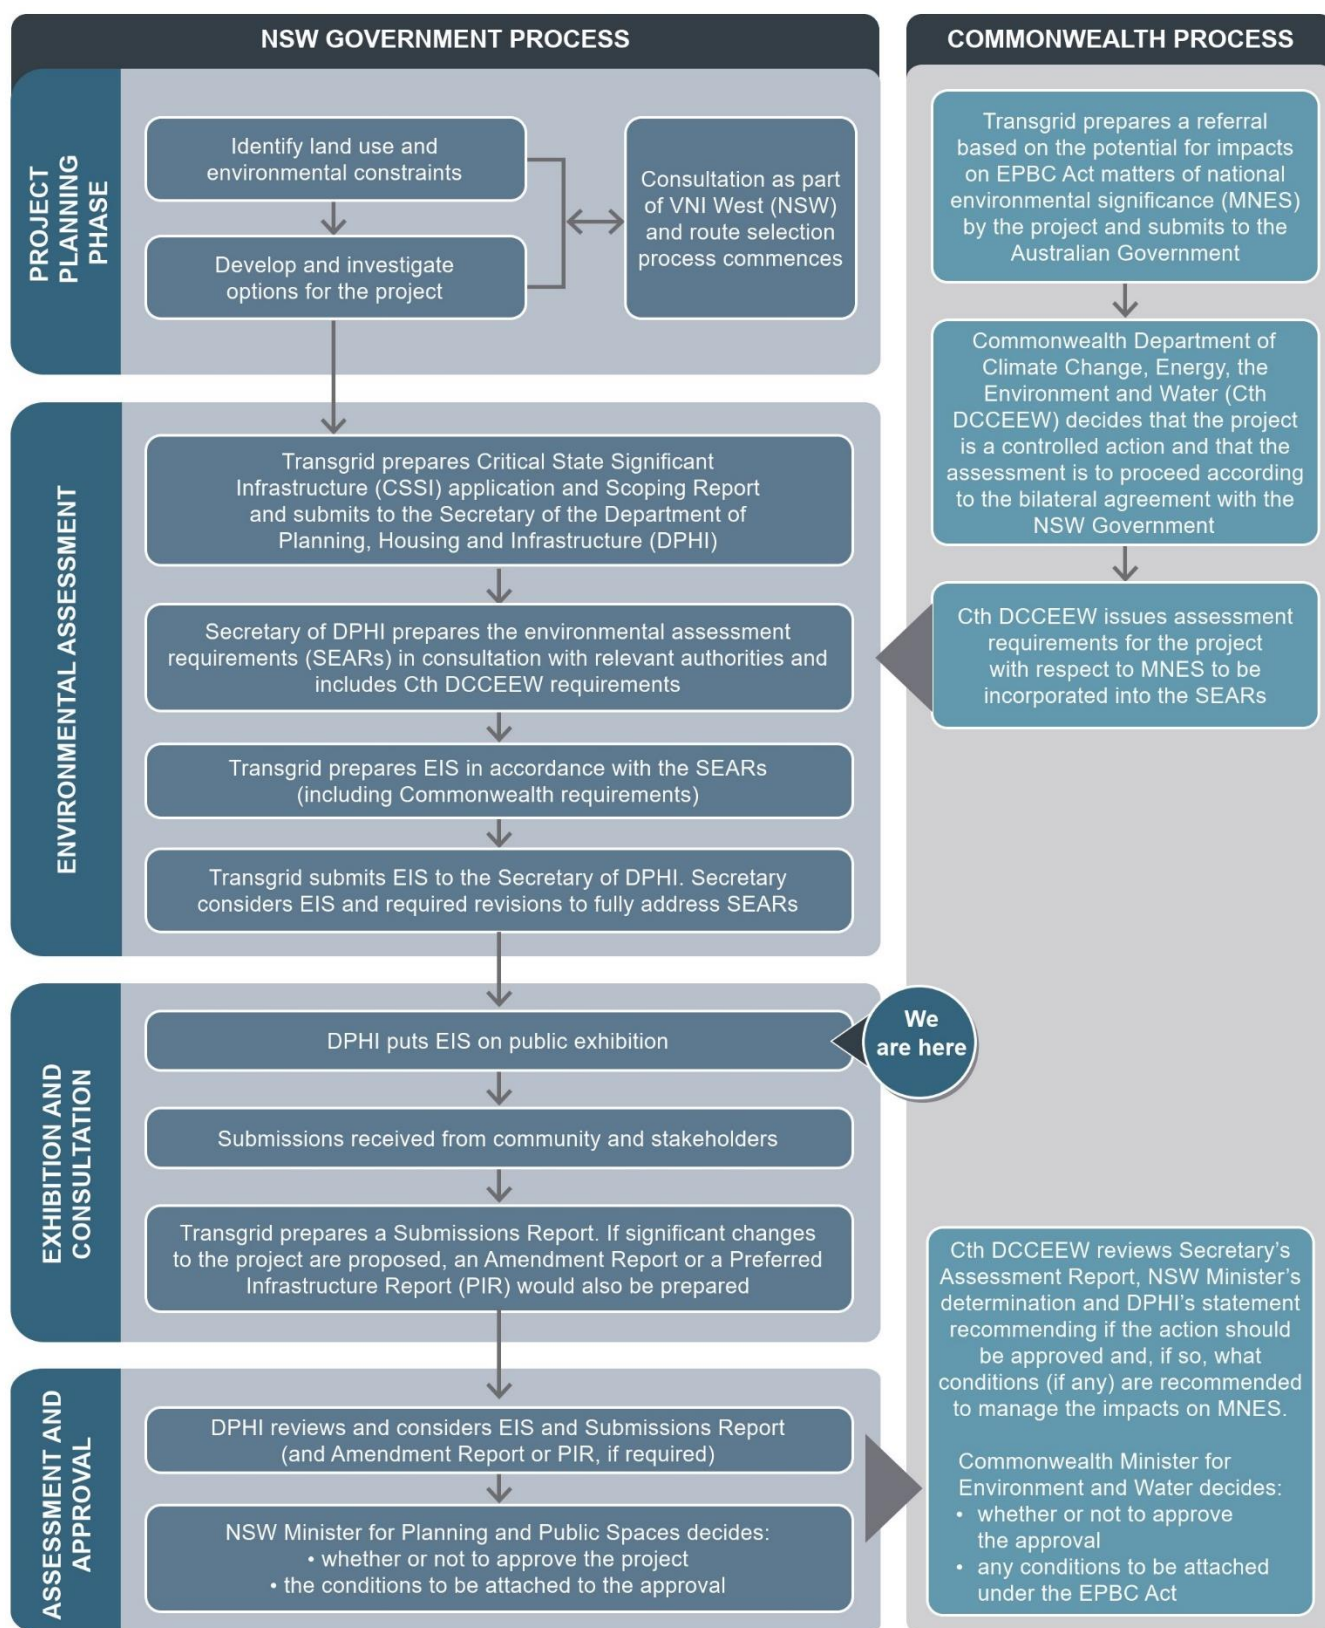 NSW GOVERNMENT PROCESS
PROJECT
PLANNING
PHASE
Identify land use and
environmental constraints
Develop and investigate
options for the project
Consultation as part
of VNI West (NSW)
and route selection
process commences
ENVIRONMENTAL ASSESSMENT
Transgrid prepares Critical State Significant
Infrastructure (CSSI) application and Scoping Report
and submits to the Secretary of the Department of
Planning, Housing and Infrastructure (DPHI)
Secretary of DPHI prepares the environmental assessment
requirements (SEARs) in consultation with relevant authorities and
includes Cth DCCEEW requirements
Transgrid prepares EIS in accordance with the SEARs
(including Commonwealth requirements)
Transgrid submits EIS to the Secretary of DPHI. Secretary
considers EIS and required revisions to fully address SEARs
EXHIBITION AND
CONSULTATION
DPHI puts EIS on public exhibition
We
are here
Submissions received from community and stakeholders
Transgrid prepares a Submissions Report. If significant changes
to the project are proposed, an Amendment Report or a Preferred
Infrastructure Report (PIR) would also be prepared
ASSESSMENT AND
APPROVAL
DPHI reviews and considers EIS and Submissions Report
(and Amendment Report or PIR, if required)
NSW Minister for Planning and Public Spaces decides:
• whether or not to approve the project
• the conditions to be attached to the approval
COMMONWEALTH PROCESS
Transgrid prepares a referral
based on the potential for impacts
on EPBC Act matters of national
environmental significance (MNES)
by the project and submits to the
Australian Government
Commonwealth Department of
Climate Change, Energy, the
Environment and Water (Cth
DCCEEW) decides that the project
is a controlled action and that the
assessment is to proceed according
to the bilateral agreement with the
NSW Government
Cth DCCEEW issues assessment
requirements for the project
with respect to MNES to be
incorporated into the SEARs
Cth DCCEEW reviews Secretary's
Assessment Report, NSW Minister's
determination and DPHI's statement
recommending if the action should
be approved and, if so, what
conditions (if any) are recommended
to manage the impacts on MNES.
Commonwealth Minister for
Environment and Water decides:
• whether or not to approve
the approval
• any conditions to be attached
under the EPBC Act